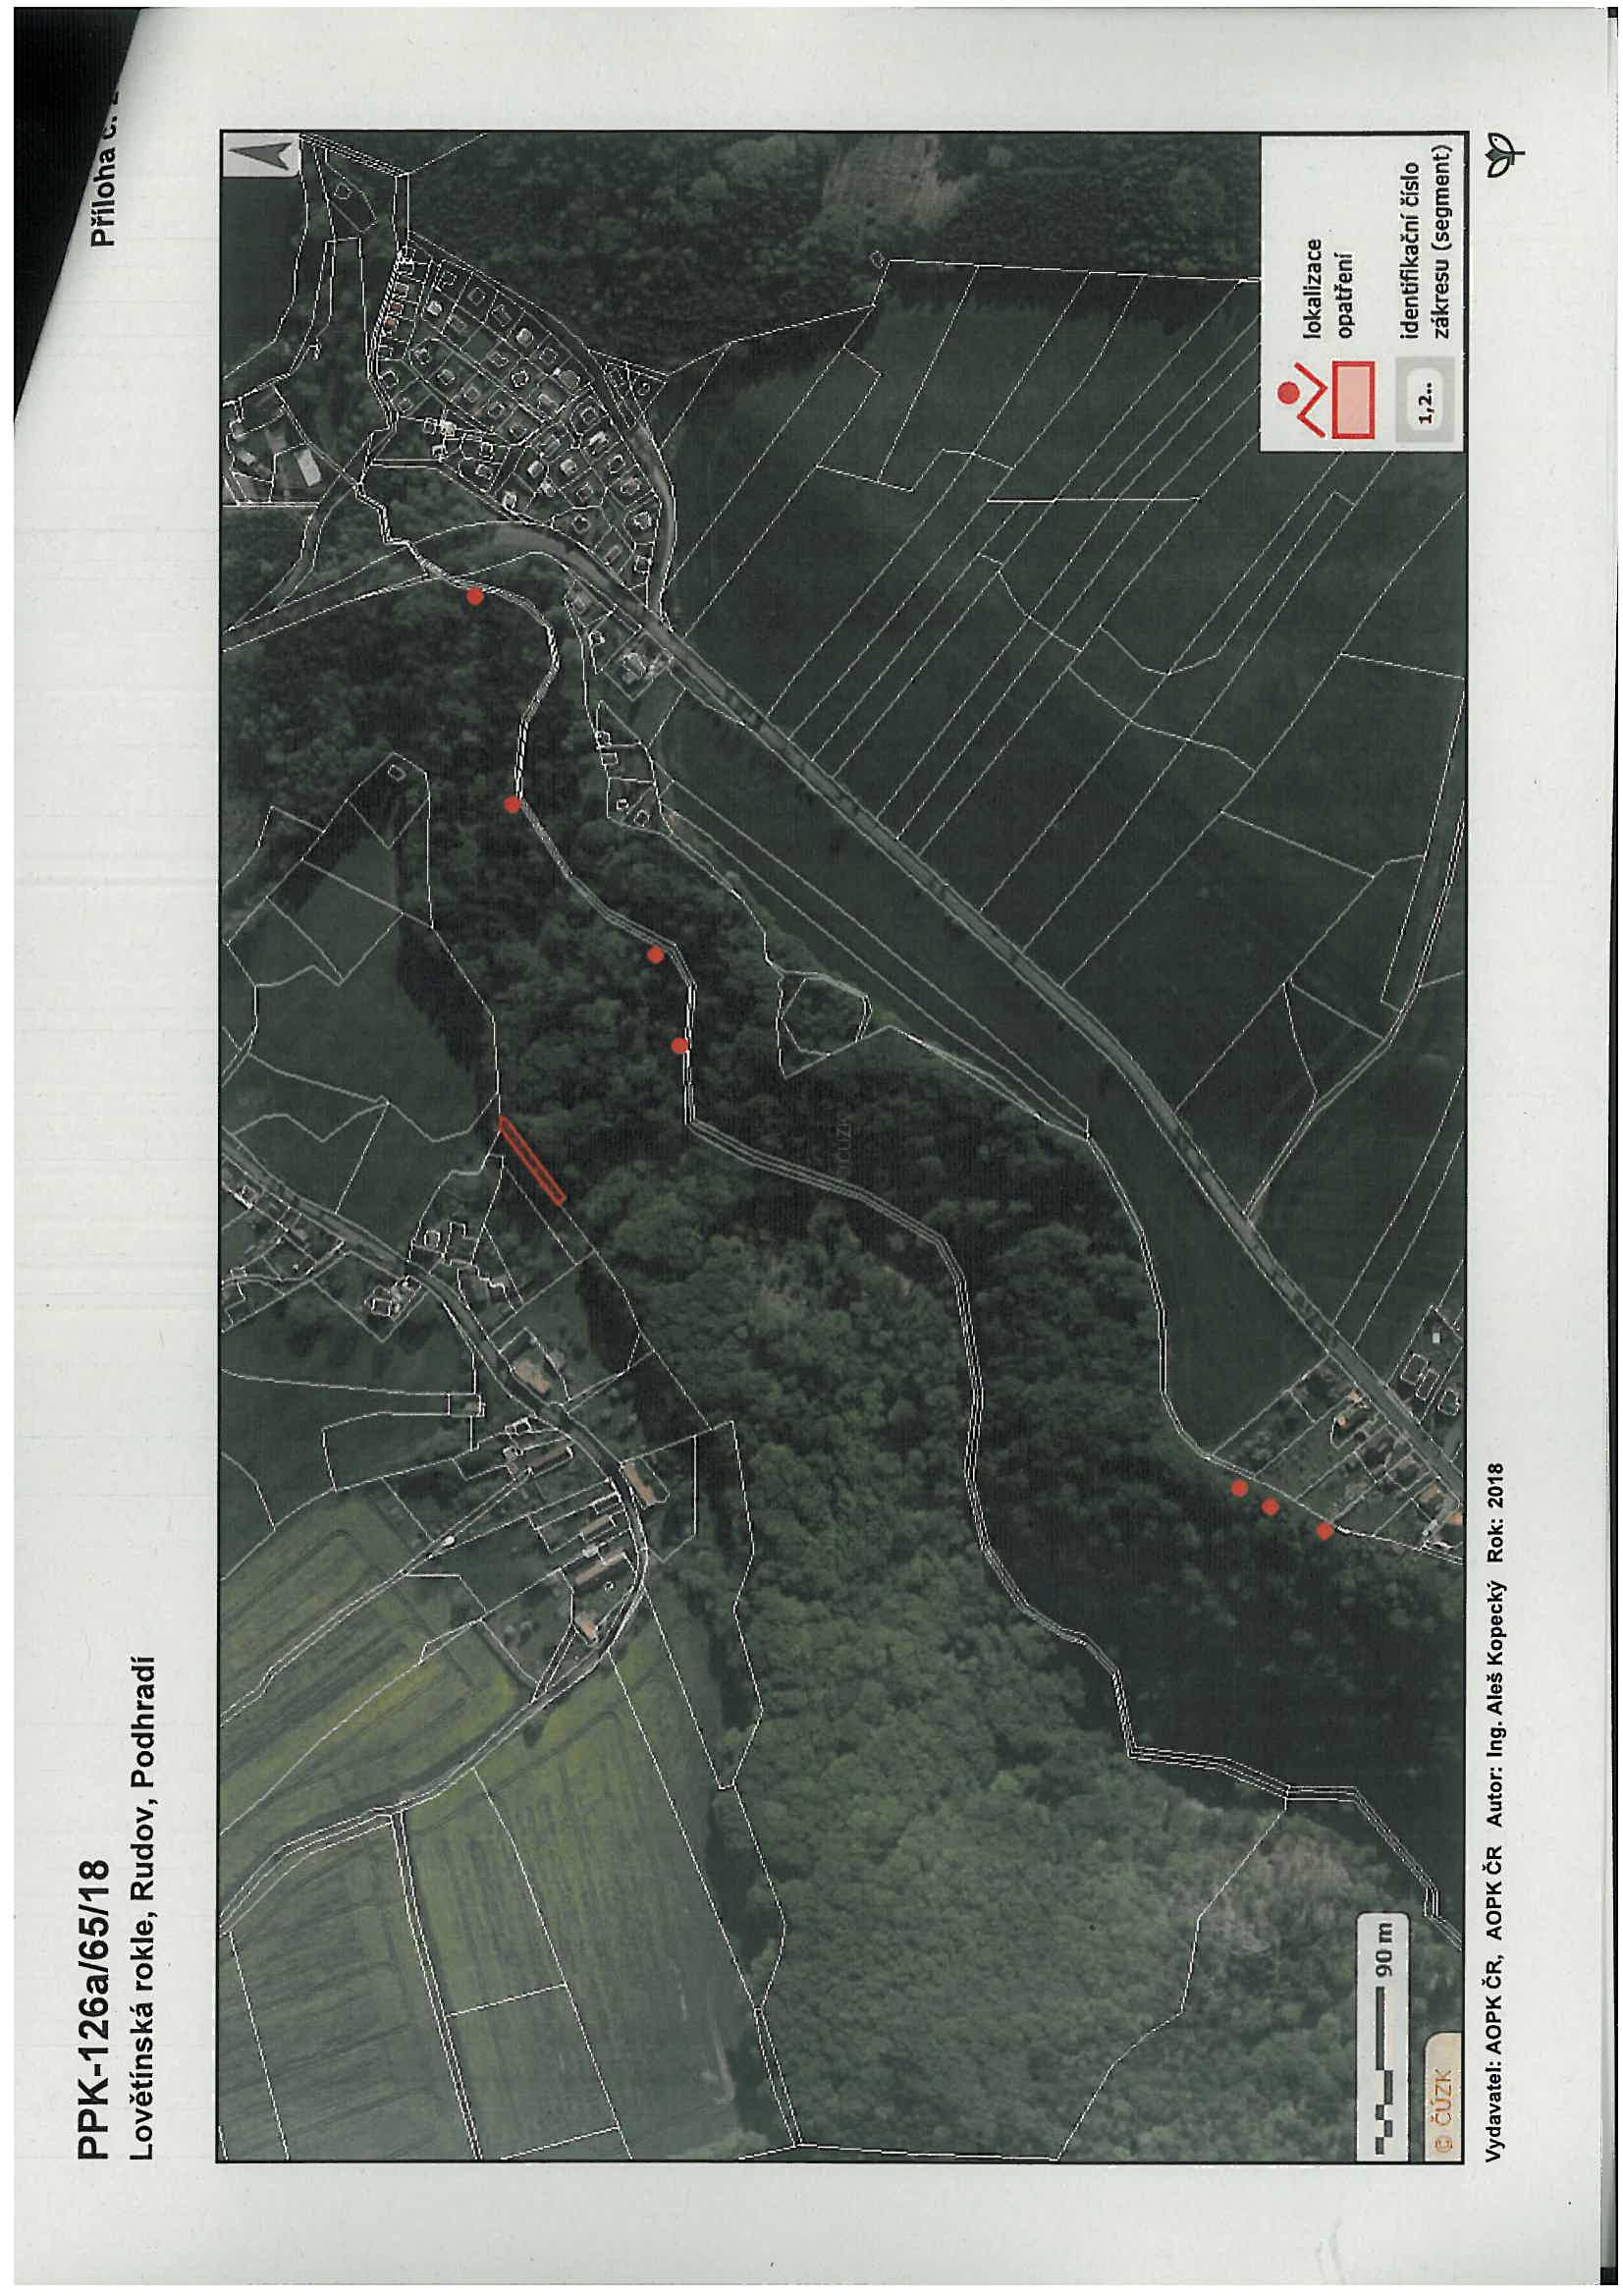 Příloha č.
PPK-126a/65/18
Lovětínská rokle, Rudov, Podhradí
lokalizace
opatření
1,2..
identifikační číslo
zákresu (segment)
ČÚZK
90 m
© ČÚZK
Vydavatel: AOPK ČR, AOPK ČR Autor: Ing. Aleš Kopecký Rok: 2018